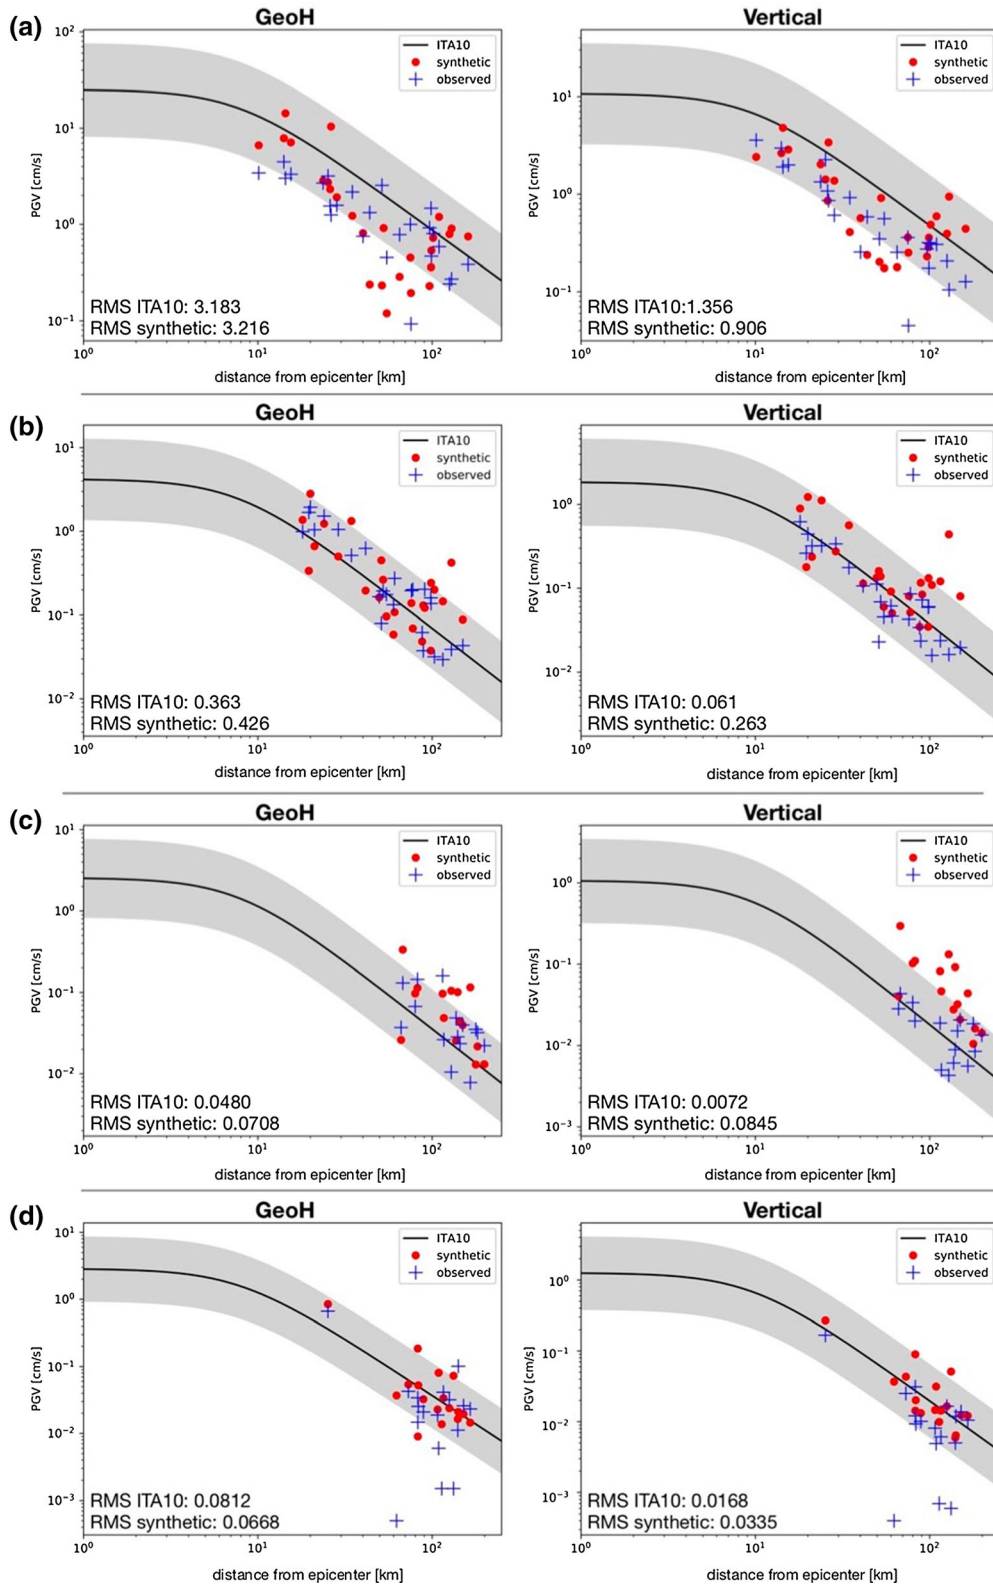 (a)
GeoH
Vertical
10²
10¹
10⁰
10⁻¹
PGV [cm/s]
ITA10
synthetic
observed
RMS ITA10: 3.183
RMS synthetic: 3.216
10⁰
10¹
10²
distance from epicenter [km]
10¹
10⁰
10⁻¹
PGV [cm/s]
ITA10
synthetic
observed
RMS ITA10:1.356
RMS synthetic: 0.906
10⁰
10¹
10²
distance from epicenter [km]
(b)
GeoH
Vertical
10¹
10⁰
10⁻¹
10⁻²
PGV [cm/s]
ITA10
synthetic
observed
RMS ITA10: 0.363
RMS synthetic: 0.426
10⁰
10¹
10²
distance from epicenter [km]
10⁰
10⁻¹
10⁻²
PGV [cm/s]
ITA10
synthetic
observed
RMS ITA10: 0.061
RMS synthetic: 0.263
10⁰
10¹
10²
distance from epicenter [km]
(c)
GeoH
Vertical
10¹
10⁰
10⁻¹
10⁻²
PGV [cm/s]
ITA10
synthetic
observed
RMS ITA10: 0.0480
RMS synthetic: 0.0708
10⁰
10¹
10²
distance from epicenter [km]
10⁰
10⁻¹
10⁻²
10⁻³
PGV [cm/s]
ITA10
synthetic
observed
RMS ITA10: 0.0072
RMS synthetic: 0.0845
10⁰
10¹
10²
distance from epicenter [km]
(d)
GeoH
Vertical
10¹
10⁰
10⁻¹
10⁻²
10⁻³
PGV [cm/s]
ITA10
synthetic
observed
RMS ITA10: 0.0812
RMS synthetic: 0.0668
10⁰
10¹
10²
distance from epicenter [km]
10⁰
10⁻¹
10⁻²
10⁻³
PGV [cm/s]
ITA10
synthetic
observed
RMS ITA10: 0.0168
RMS synthetic: 0.0335
10⁰
10¹
10²
distance from epicenter [km]